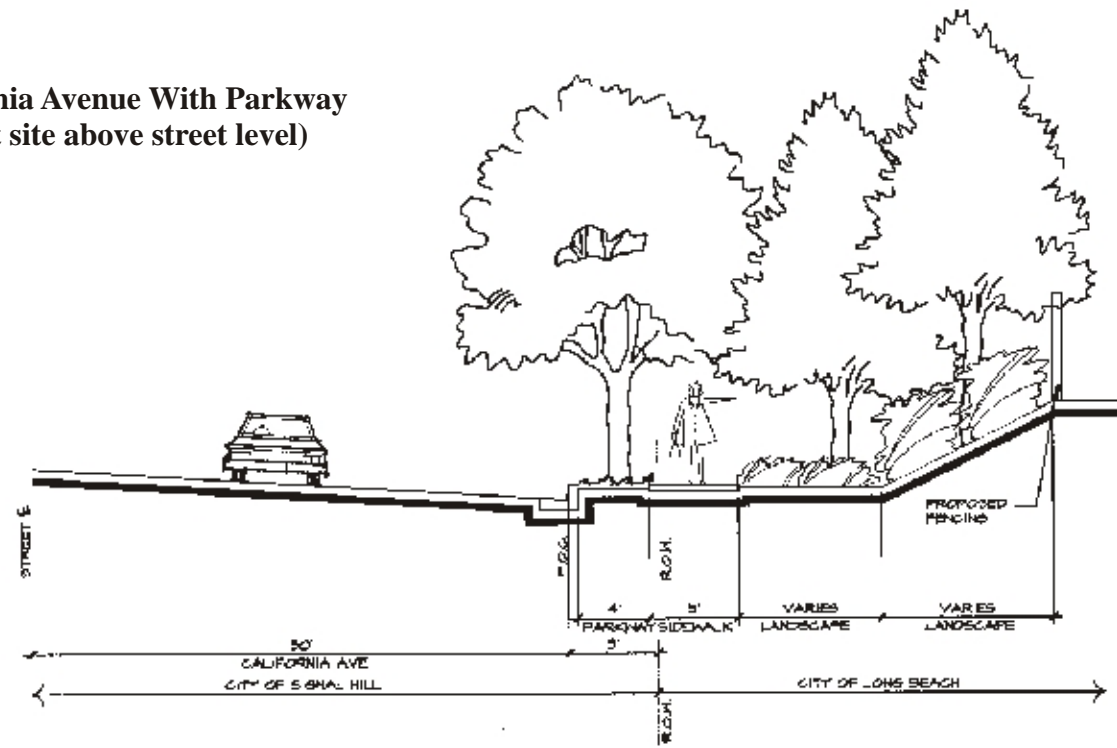 nia Avenue With Parkway
t site above street level)
PROPOSED
FENCING
STREET ℄
R.O.W.
4' 5' VARIES VARIES
PARKWAY SIDEWALK LANDSCAPE LANDSCAPE
30' 5'
CALIFORNIA AVE
CITY OF SIGNAL HILL CITY OF LONG BEACH
R.O.W.